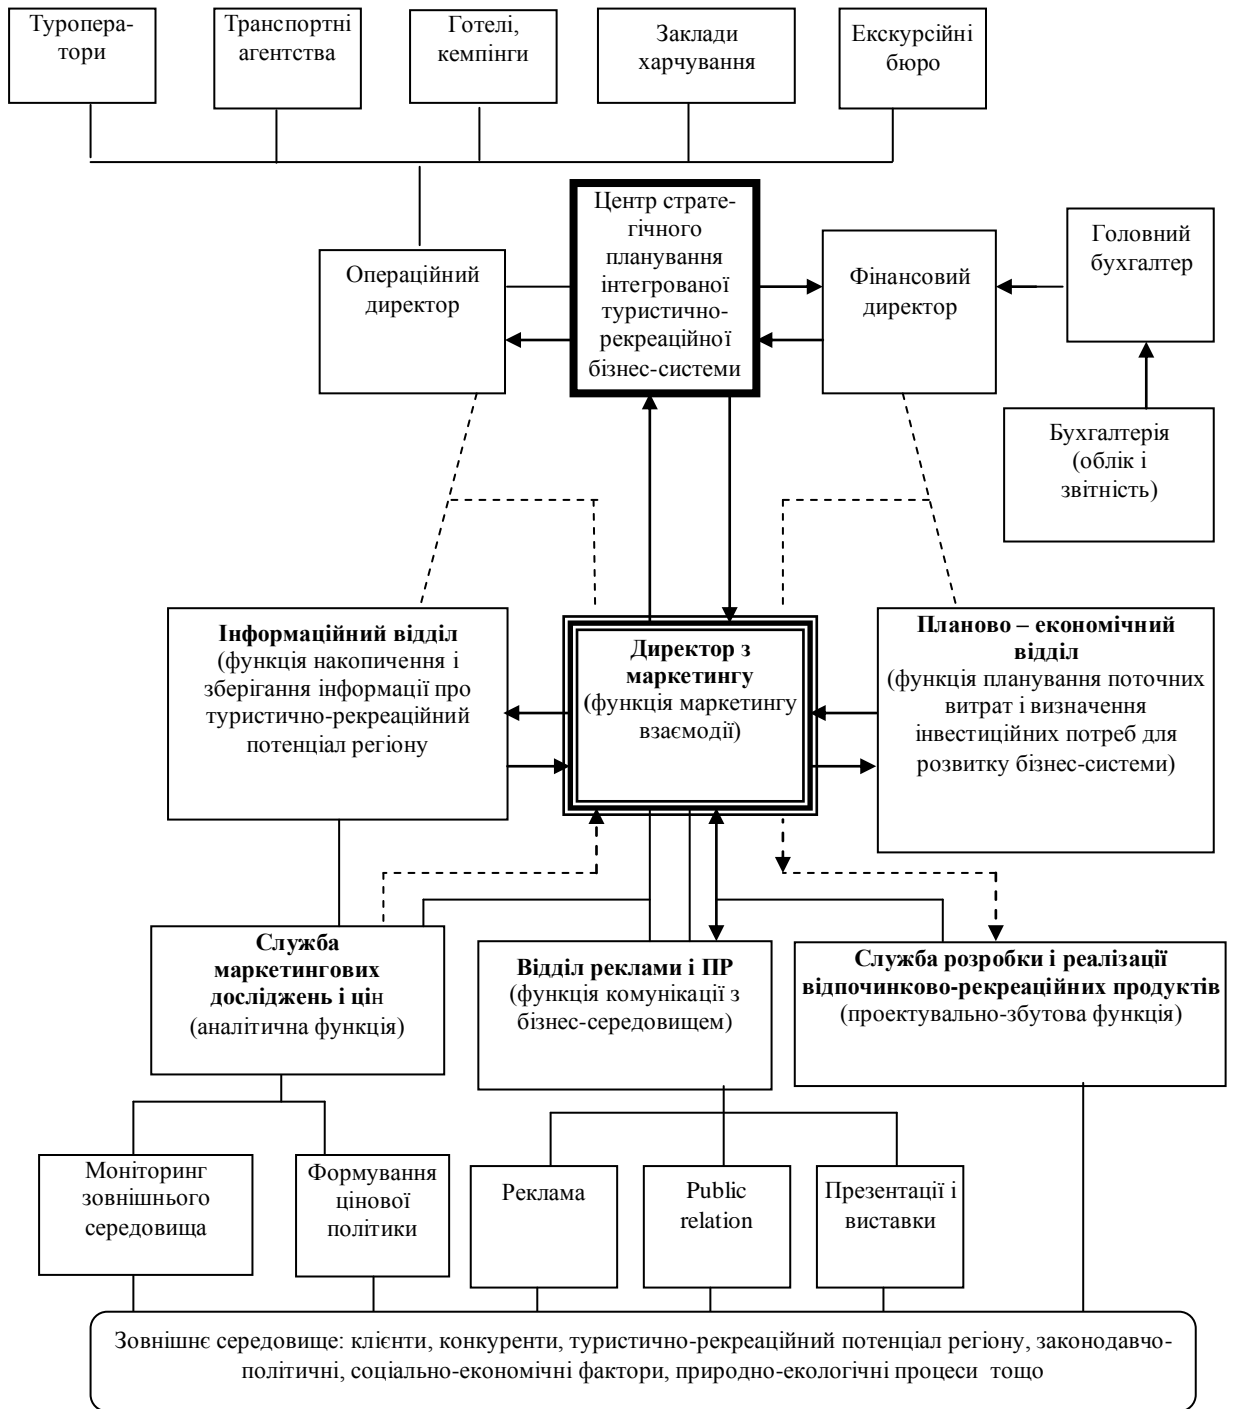 Туропера-
тори
Транспортні
агентства
Готелі,
кемпінги
Заклади
харчування
Екскурсійні
бюро
Операційний
директор
Центр страте-
гічного
планування
інтегрованої
туристично-
рекреаційної
бізнес-системи
Фінансовий
директор
Головний
бухгалтер
Бухгалтерія
(облік і
звітність)
Інформаційний відділ
(функція накопичення і
зберігання інформації про
туристично-рекреаційний
потенціал регіону
Директор з
маркетингу
(функція маркетингу
взаємодії)
Планово – економічний
відділ
(функція планування поточних
витрат і визначення
інвестиційних потреб для
розвитку бізнес-системи)
Служба
маркетингових
досліджень і цін
(аналітична функція)
Відділ реклами і ПР
(функція комунікації з
бізнес-середовищем)
Служба розробки і реалізації
відпочинково-рекреаційних продуктів
(проектувально-збутова функція)
Моніторинг
зовнішнього
середовища
Формування
цінової
політики
Реклама
Public
relation
Презентації і
виставки
Зовнішнє середовище: клієнти, конкуренти, туристично-рекреаційний потенціал регіону, законодавчо-
політичні, соціально-економічні фактори, природно-екологічні процеси тощо